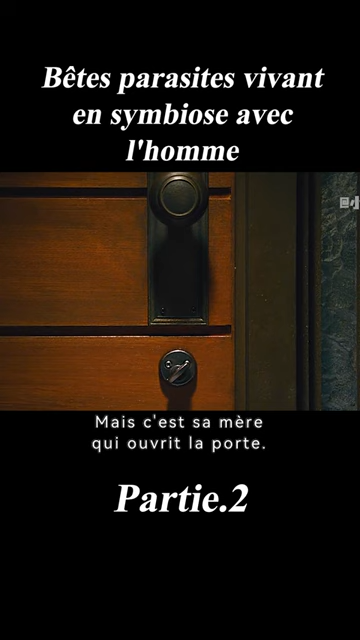 Bêtes parasites vivant
en symbiose avec
l'homme
Mais c'est sa mère
qui ouvrit la porte.
Partie.2